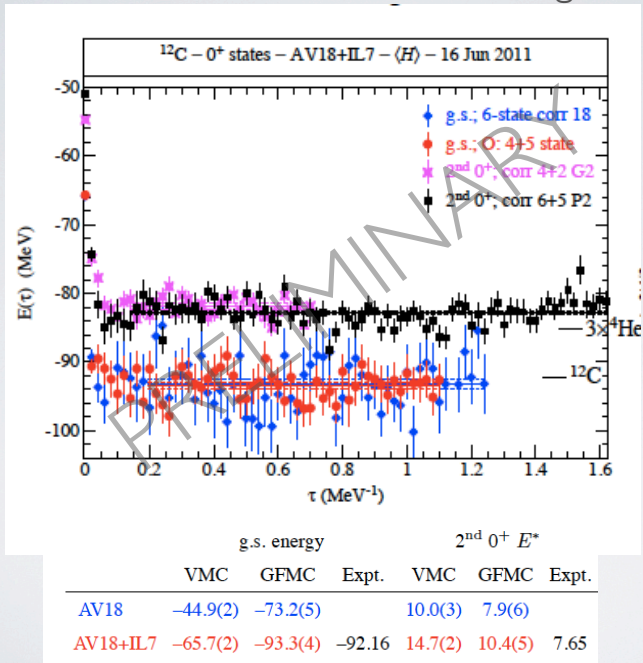 ¹²C – 0⁺ states – AV18+IL7 – ⟨H⟩ – 16 Jun 2011
-50
-60
-70
-80
-90
-100
E(τ) (MeV)
g.s.; 6-state corr 18
g.s.; O: 4+5 state
2ⁿᵈ 0⁺; corr 4+2 G2
2ⁿᵈ 0⁺; corr 6+5 P2
PRELIMINARY
3x⁴He
¹²C
0 0.2 0.4 0.6 0.8 1 1.2 1.4 1.6
τ (MeV⁻¹)
g.s. energy 2ⁿᵈ 0⁺ E*
VMC GFMC Expt. VMC GFMC Expt.
AV18 –44.9(2) –73.2(5) 10.0(3) 7.9(6)
AV18+IL7 –65.7(2) –93.3(4) –92.16 14.7(2) 10.4(5) 7.65